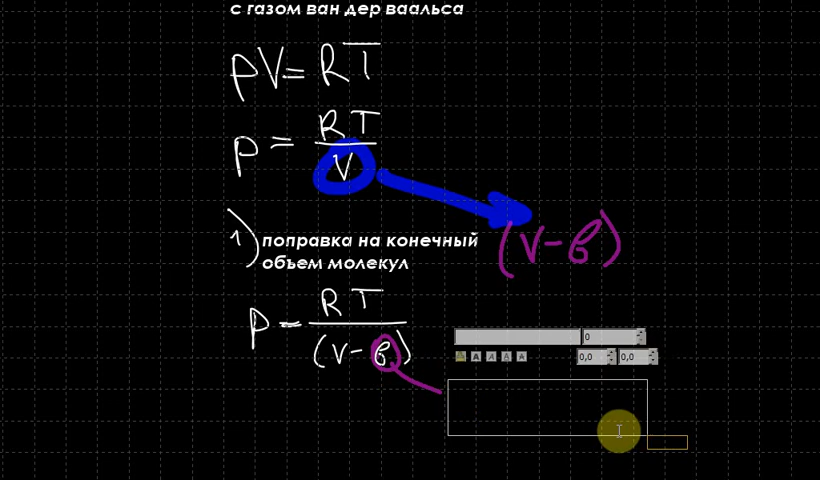 с газом ван дер ваальса
pV=RT
p = RT
V
1) поправка на конечный
(V-в)
объем молекул
p = RT
(V-в)
0
A A A A A
0,0 0,0